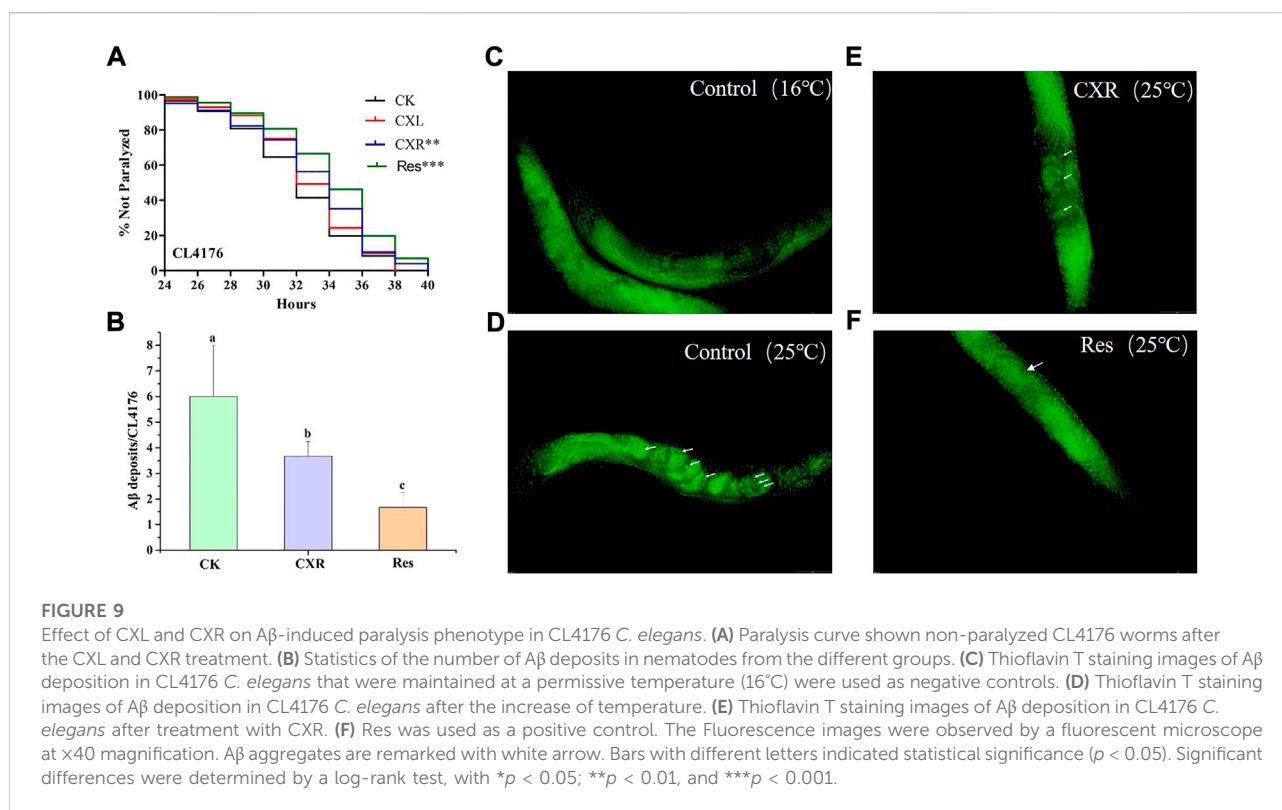 A
100
80
60
40
20
0
% Not Paralyzed
CK
CXL
CXR**
Res***
CL4176
24 26 28 30 32 34 36 38 40
Hours
B
8
7
6
5
4
3
2
1
0
Aβ deposits/CL4176
a
b
c
CK CXR Res
C
Control (16℃)
D
Control (25℃)
E
CXR (25℃)
F
Res (25℃)
FIGURE 9
Effect of CXL and CXR on Aβ-induced paralysis phenotype in CL4176 C. elegans. (A) Paralysis curve shown non-paralyzed CL4176 worms after
the CXL and CXR treatment. (B) Statistics of the number of Aβ deposits in nematodes from the different groups. (C) Thioflavin T staining images of Aβ
deposition in CL4176 C. elegans that were maintained at a permissive temperature (16°C) were used as negative controls. (D) Thioflavin T staining
images of Aβ deposition in CL4176 C. elegans after the increase of temperature. (E) Thioflavin T staining images of Aβ deposition in CL4176 C.
elegans after treatment with CXR. (F) Res was used as a positive control. The Fluorescence images were observed by a fluorescent microscope
at ×40 magnification. Aβ aggregates are remarked with white arrow. Bars with different letters indicated statistical significance (p < 0.05). Significant
differences were determined by a log-rank test, with *p < 0.05; **p < 0.01, and ***p < 0.001.